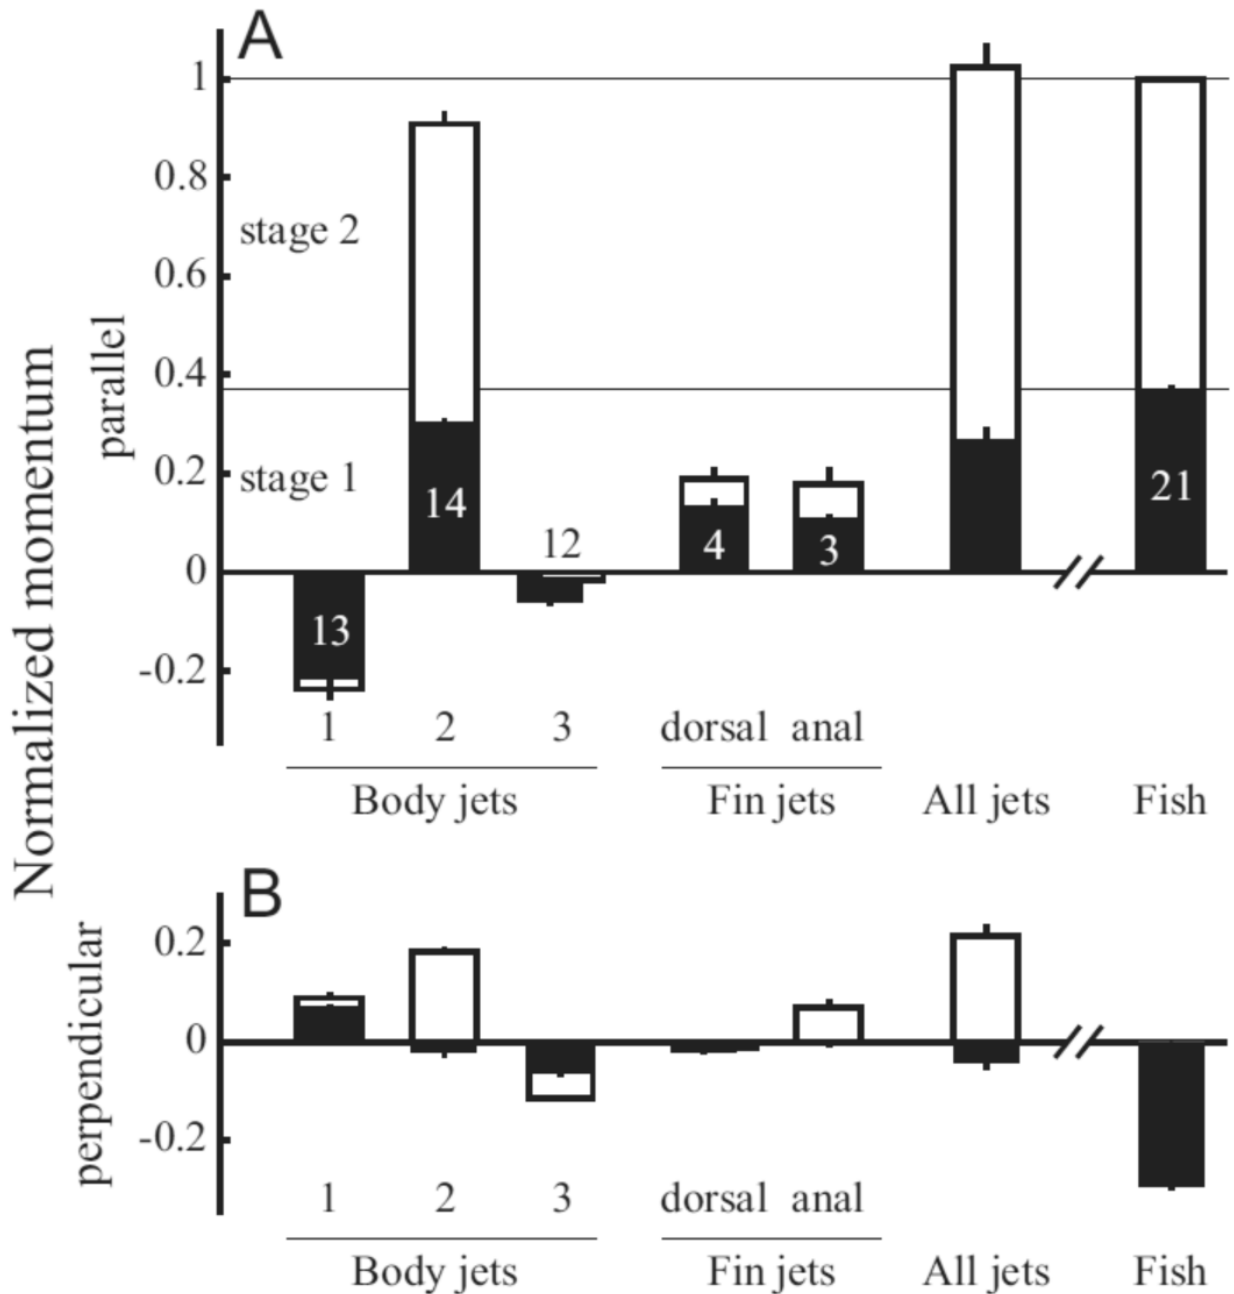 A
1
0.8
stage 2
0.6
0.4
0.2
stage 1
14
12
4
3
21
0
13
-0.2
1 2 3 dorsal anal
Body jets Fin jets All jets Fish
Normalized momentum
parallel
B
0.2
0
-0.2
perpendicular
1 2 3 dorsal anal
Body jets Fin jets All jets Fish